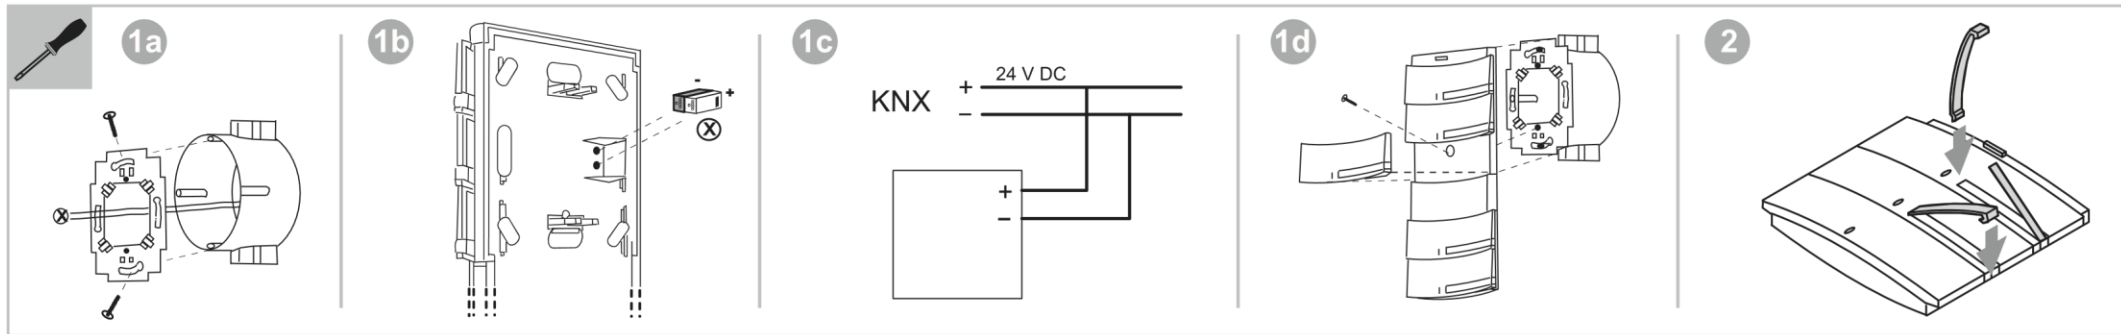 1a
1b
- +
X
X
1c
24 V DC
KNX
+
−
+
−
1d
2